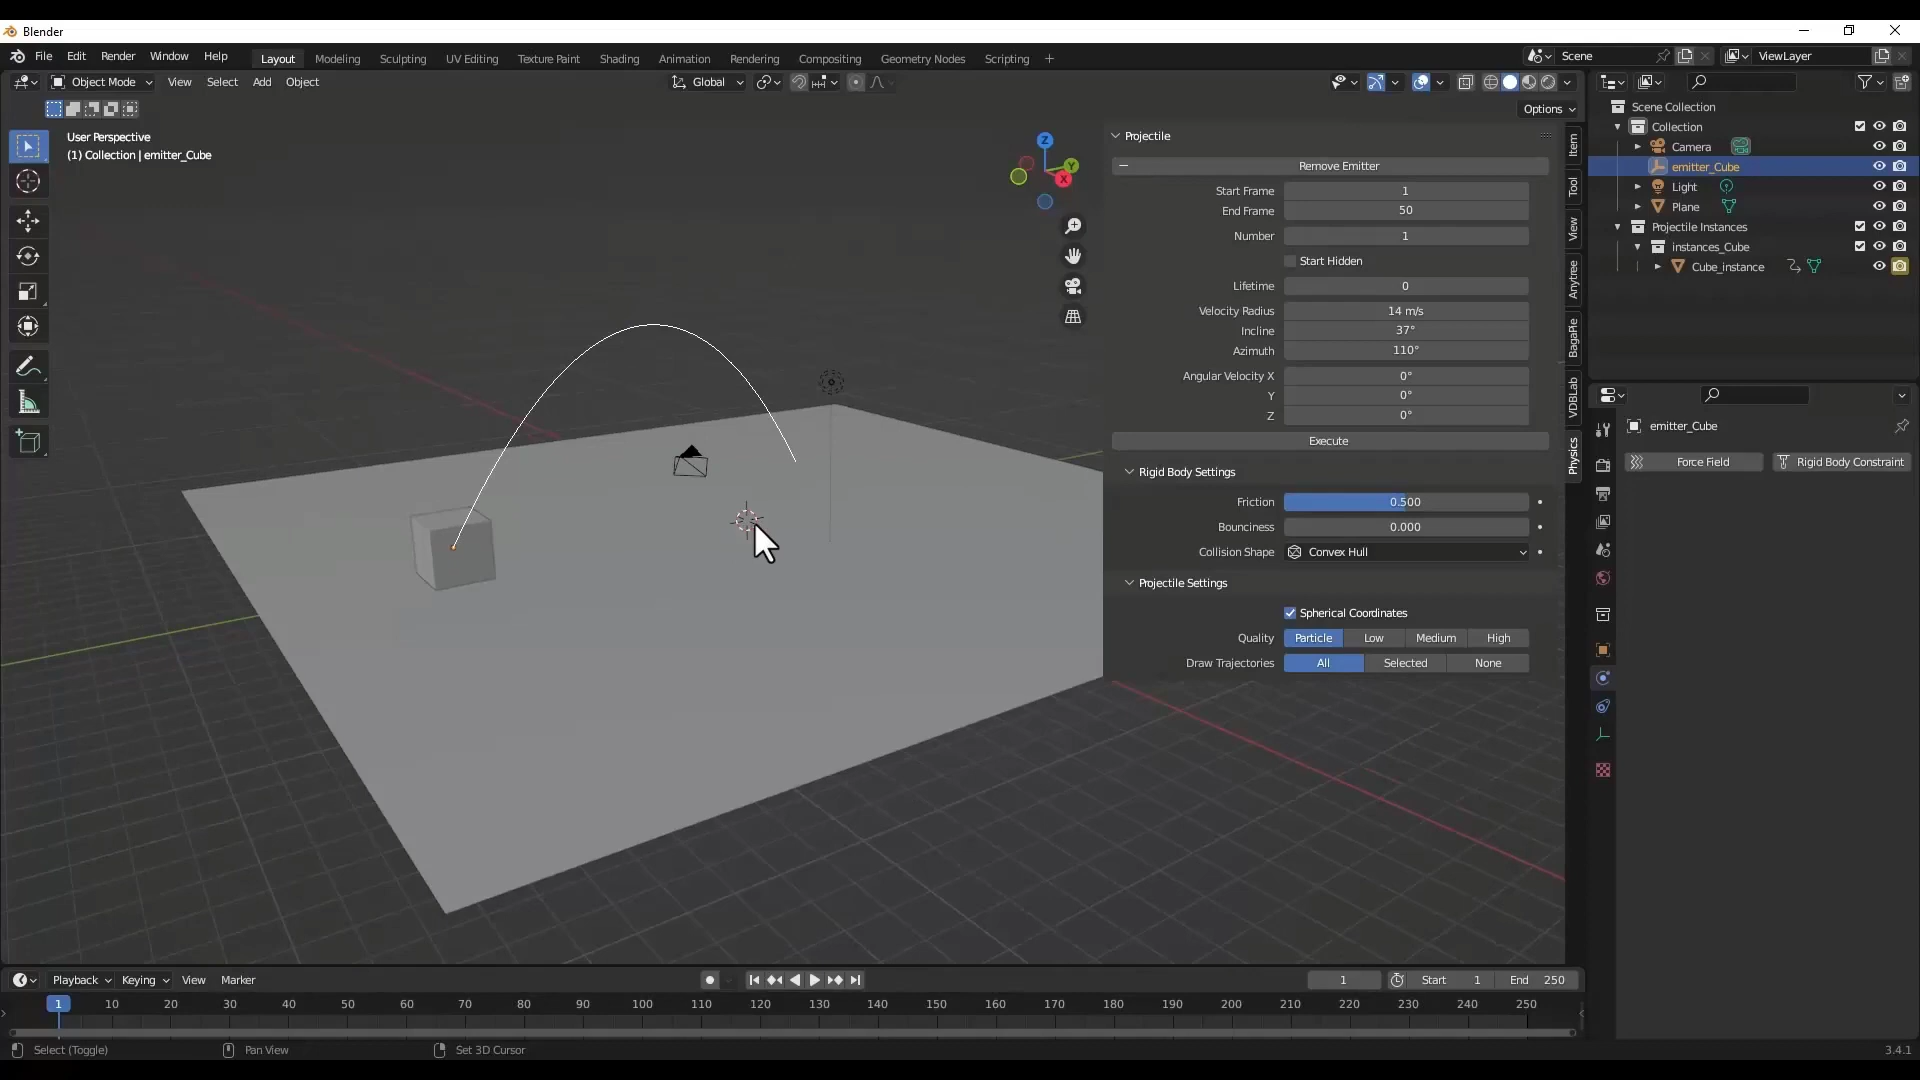 Blender
File Edit Render Window Help
Layout Modeling Sculpting UV Editing Texture Paint Shading Animation Rendering Compositing Geometry Nodes Scripting +
Scene
ViewLayer
Object Mode View Select Add Object
Global
Options
User Perspective
(1) Collection | emitter_Cube
Z
Y
X
Projectile
Remove Emitter
Start Frame 1
End Frame 50
Number 1
Start Hidden
Lifetime 0
Velocity Radius 14 m/s
Incline 37°
Azimuth 110°
Angular Velocity X 0°
Y 0°
Z 0°
Execute
Rigid Body Settings
Friction 0.500
Bounciness 0.000
Collision Shape Convex Hull
Projectile Settings
Spherical Coordinates
Quality Particle Low Medium High
Draw Trajectories All Selected None
Item
Tool
View
Anytree
BagaPie
VDBLab
Physics
Scene Collection
Collection
Camera
emitter_Cube
Light
Plane
Projectile Instances
instances_Cube
Cube_instance
emitter_Cube
Force Field
Rigid Body Constraint
Playback Keying View Marker
1
Start 1
End 250
1 10 20 30 40 50 60 70 80 90 100 110 120 130 140 150 160 170 180 190 200 210 220 230 240 250
Select (Toggle)
Pan View
Set 3D Cursor
3.4.1